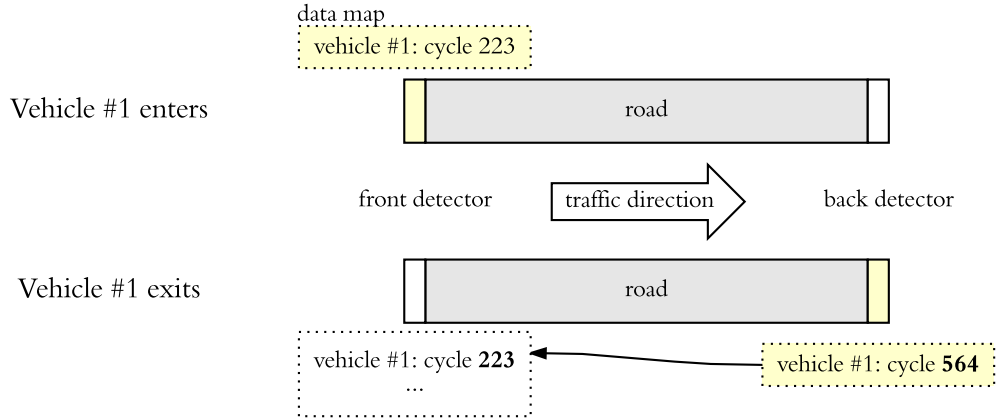 data map
vehicle #1: cycle 223
Vehicle #1 enters
road
front detector
traffic direction
back detector
Vehicle #1 exits
road
vehicle #1: cycle 223
...
vehicle #1: cycle 564